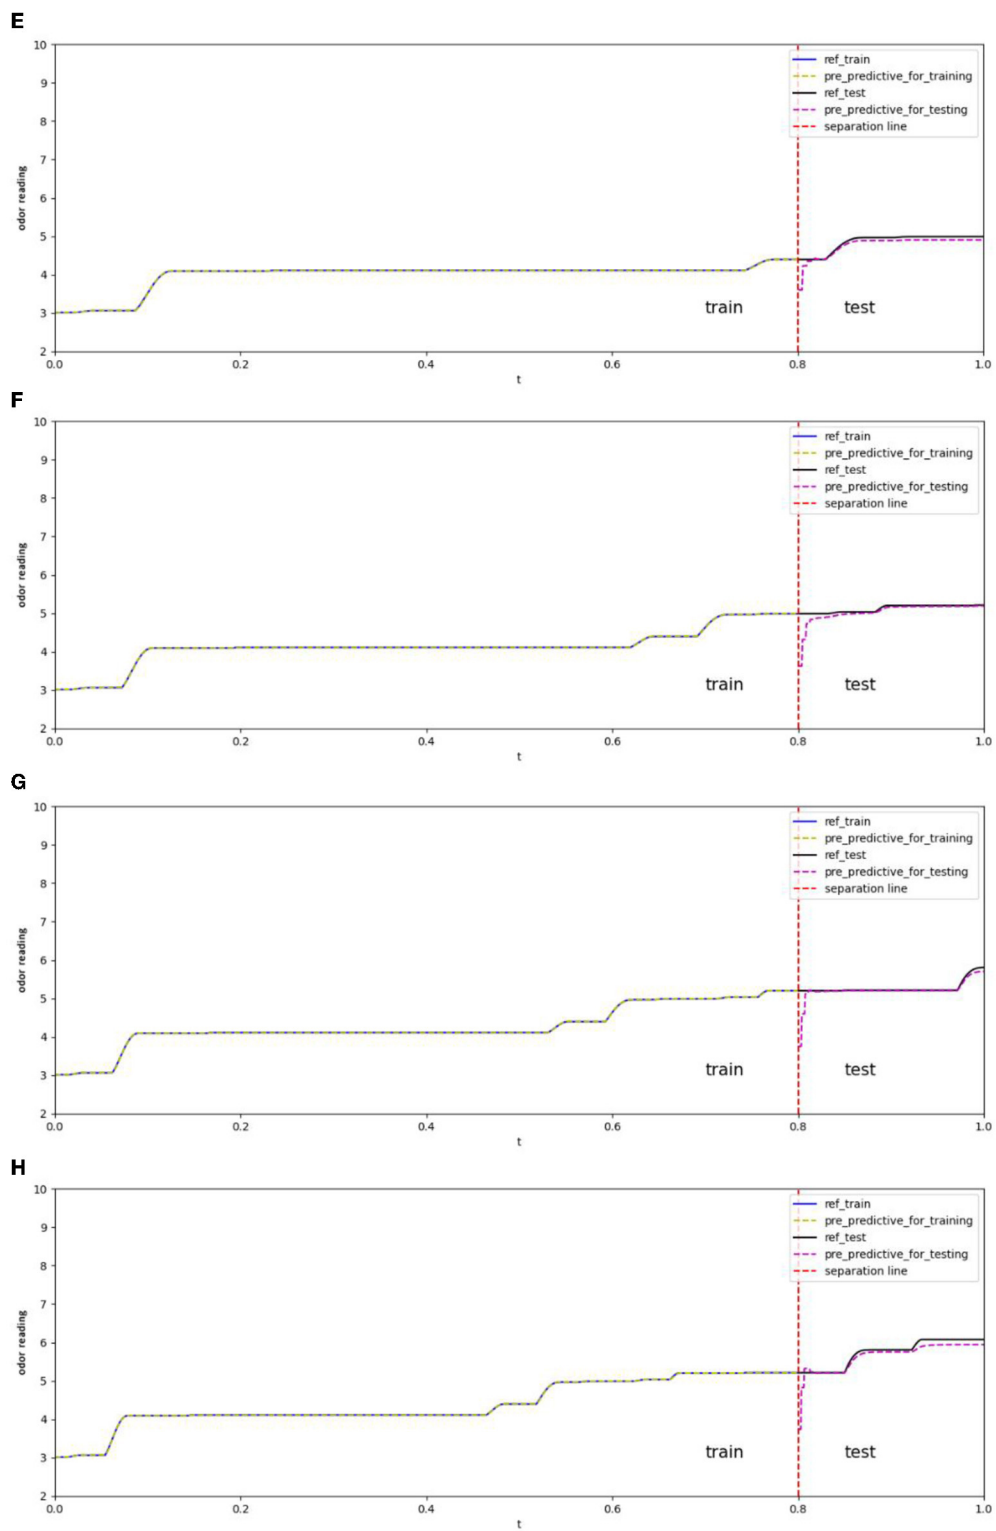 E
10
9
8
7
6
5
4
3
2
odor reading
ref_train
pre_predictive_for_training
ref_test
pre_predictive_for_testing
separation line
train
test
0.0 0.2 0.4 0.6 0.8 1.0
t
F
10
9
8
7
6
5
4
3
2
odor reading
ref_train
pre_predictive_for_training
ref_test
pre_predictive_for_testing
separation line
train
test
0.0 0.2 0.4 0.6 0.8 1.0
t
G
10
9
8
7
6
5
4
3
2
odor reading
ref_train
pre_predictive_for_training
ref_test
pre_predictive_for_testing
separation line
train
test
0.0 0.2 0.4 0.6 0.8 1.0
t
H
10
9
8
7
6
5
4
3
2
odor reading
ref_train
pre_predictive_for_training
ref_test
pre_predictive_for_testing
separation line
train
test
0.0 0.2 0.4 0.6 0.8 1.0
t